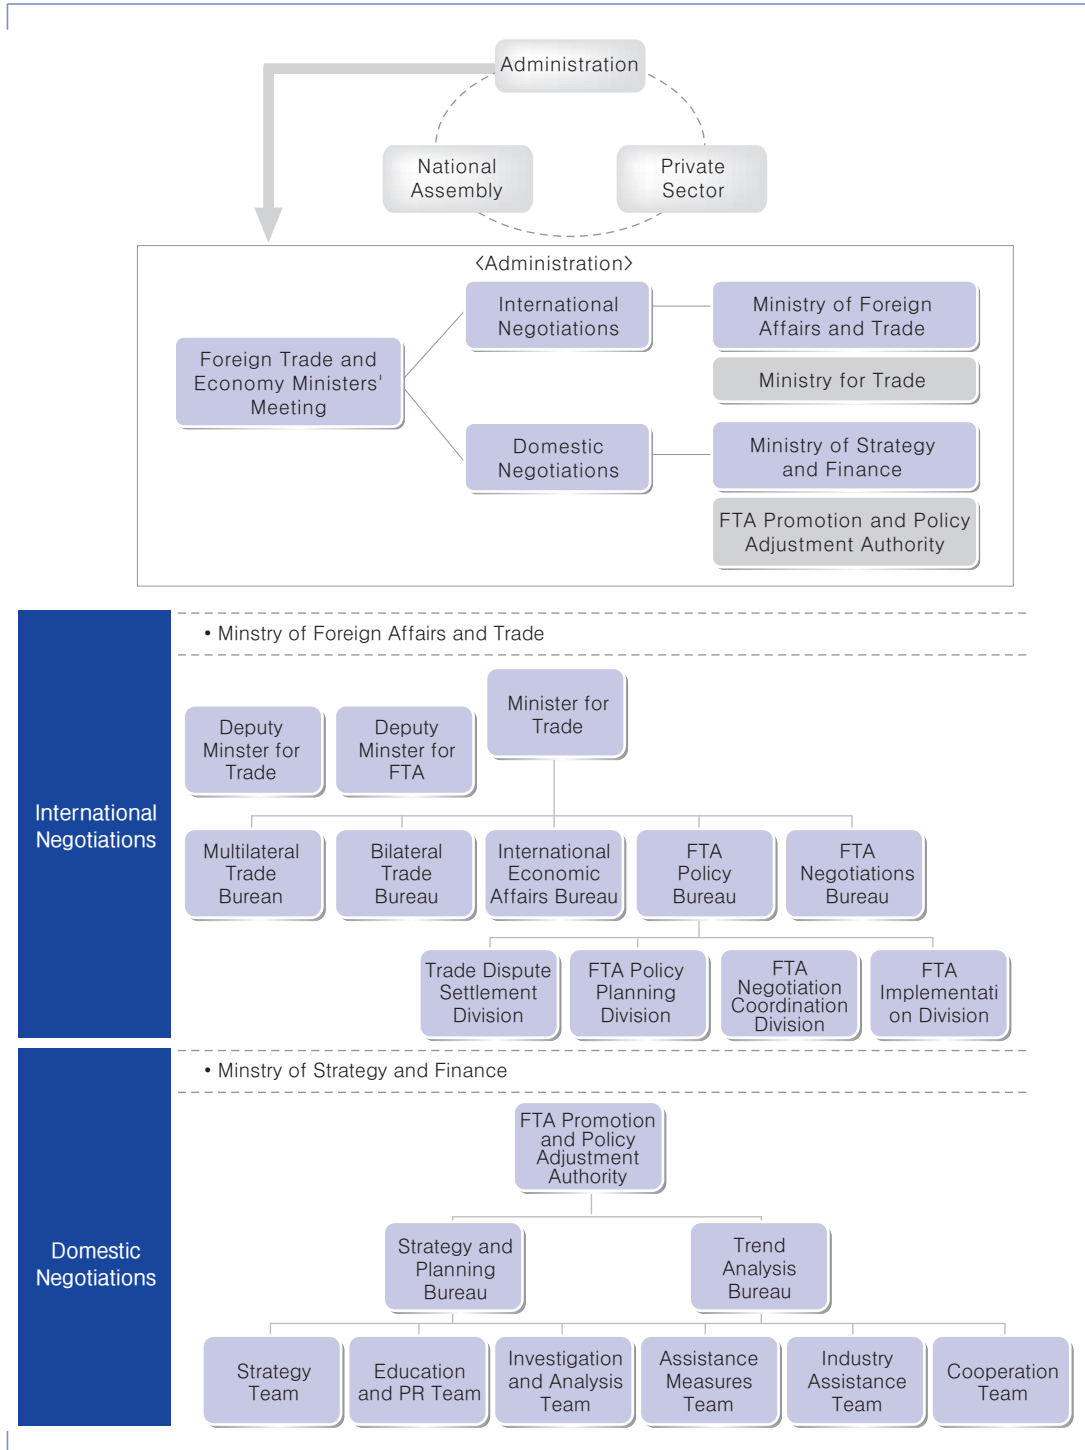 Administration
National
Assembly
Private
Sector
<Administration>
International
Negotiations
Ministry of Foreign
Affairs and Trade
Foreign Trade and
Economy Ministers'
Meeting
Ministry for Trade
Domestic
Negotiations
Ministry of Strategy
and Finance
FTA Promotion and Policy
Adjustment Authority
International
Negotiations
• Minstry of Foreign Affairs and Trade
Minister for
Trade
Deputy
Minster for
Trade
Deputy
Minster for
FTA
Multilateral
Trade
Burean
Bilateral
Trade
Bureau
International
Economic
Affairs Bureau
FTA
Policy
Bureau
FTA
Negotiations
Bureau
Trade Dispute
Settlement
Division
FTA Policy
Planning
Division
FTA
Negotiation
Coordination
Division
FTA
Implementati
on Division
Domestic
Negotiations
• Minstry of Strategy and Finance
FTA Promotion
and Policy
Adjustment
Authority
Strategy and
Planning
Bureau
Trend
Analysis
Bureau
Strategy
Team
Education
and PR Team
Investigation
and Analysis
Team
Assistance
Measures
Team
Industry
Assistance
Team
Cooperation
Team